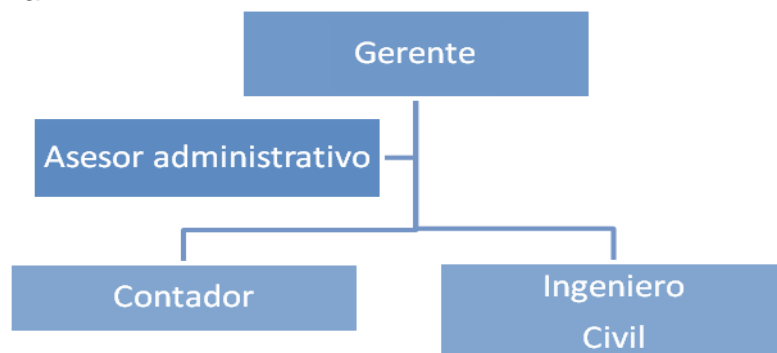 Gerente
Asesor administrativo
Contador
Ingeniero
Civil